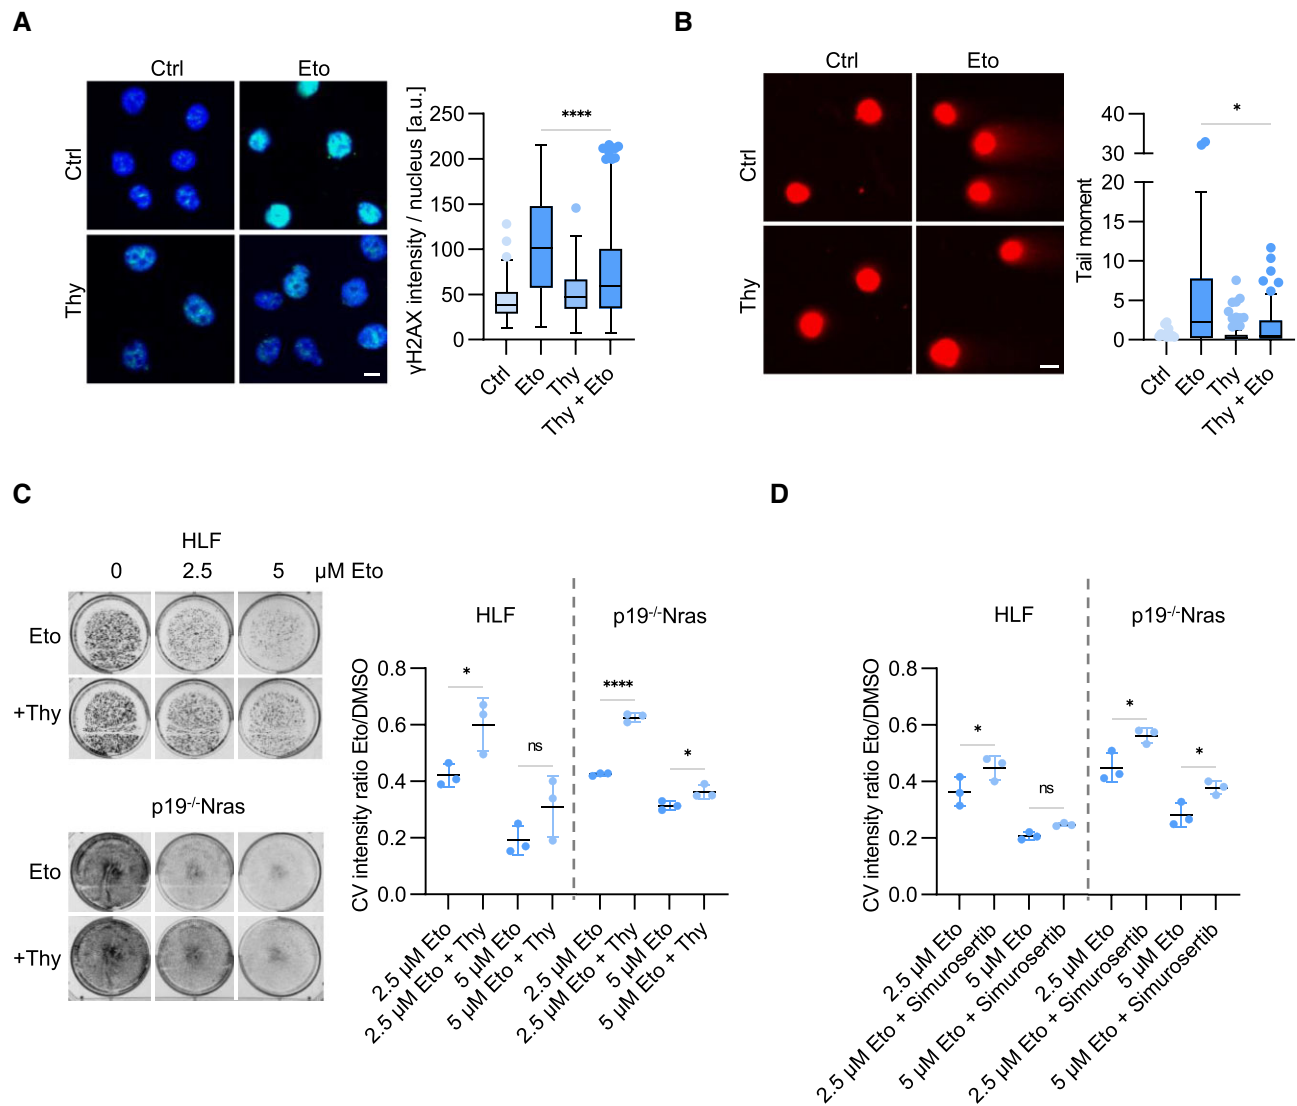 A
Ctrl
Eto
Ctrl
Thy
γH2AX intensity / nucleus [a.u.]
250
200
150
100
50
0
****
Ctrl
Eto
Thy
Thy + Eto
B
Ctrl
Eto
Ctrl
Thy
Tail moment
40
30
20
15
10
5
0
*
Ctrl
Eto
Thy
Thy + Eto
C
HLF
0 2.5 5 µM Eto
Eto
+Thy
p19-/-Nras
Eto
+Thy
HLF
p19-/-Nras
CV intensity ratio Eto/DMSO
0.8
0.6
0.4
0.2
0.0
*
ns
****
*
2.5 µM Eto
2.5 µM Eto + Thy
5 µM Eto
5 µM Eto + Thy
2.5 µM Eto
2.5 µM Eto + Thy
5 µM Eto
5 µM Eto + Thy
D
HLF
p19-/-Nras
CV intensity ratio Eto/DMSO
0.8
0.6
0.4
0.2
0.0
*
ns
*
*
2.5 µM Eto
2.5 µM Eto + Simurosertib
5 µM Eto
5 µM Eto + Simurosertib
2.5 µM Eto
2.5 µM Eto + Simurosertib
5 µM Eto
5 µM Eto + Simurosertib